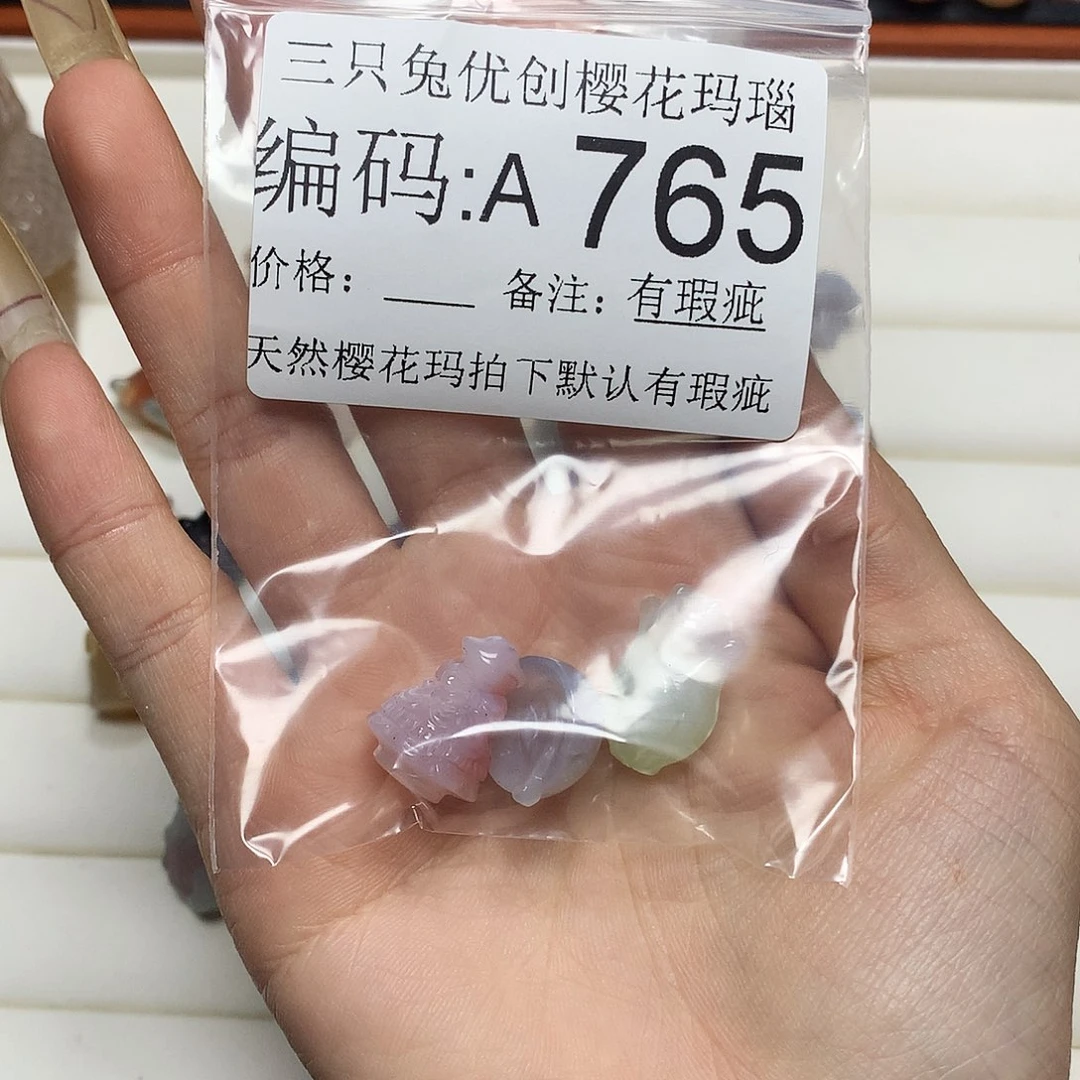 三只兔优创樱花玛瑙
编码:A 765
价格：____ 备注：有瑕疵
天然樱花玛拍下默认有瑕疵